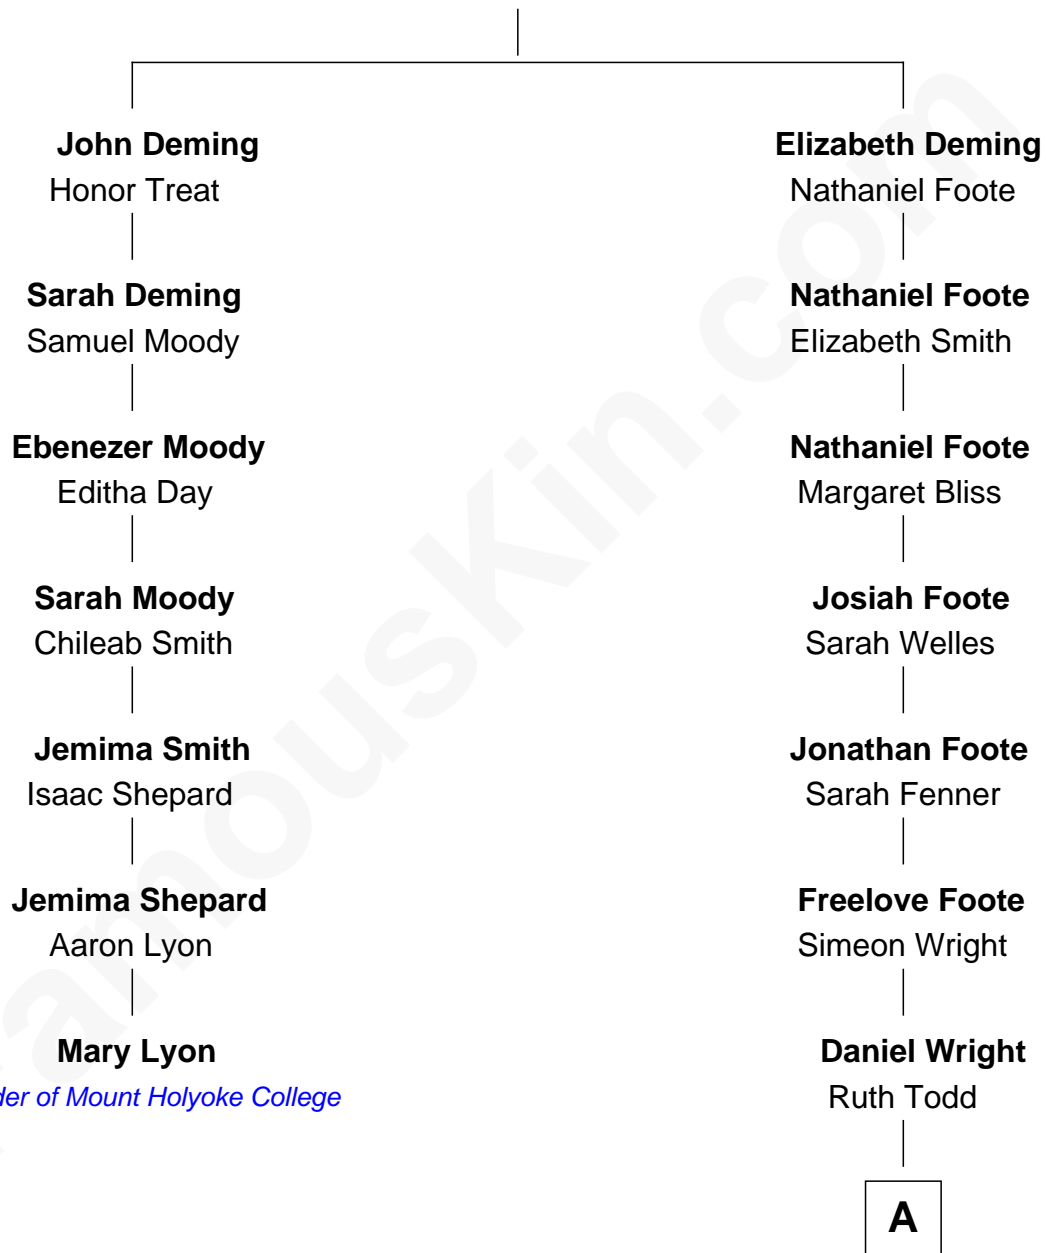 John Deming
Honor Treat
Sarah Deming
Samuel Moody
Ebenezer Moody
Editha Day
Sarah Moody
Chileab Smith
Jemima Smith
Isaac Shepard
Jemima Shepard
Aaron Lyon
Mary Lyon
of Mount Holyoke College
Elizabeth Deming
Nathaniel Foote
Nathaniel Foote
Elizabeth Smith
Nathaniel Foote
Margaret Bliss
Josiah Foote
Sarah Welles
Jonathan Foote
Sarah Fenner
Freelove Foote
Simeon Wright
Daniel Wright
Ruth Todd
A
FamousKin.com